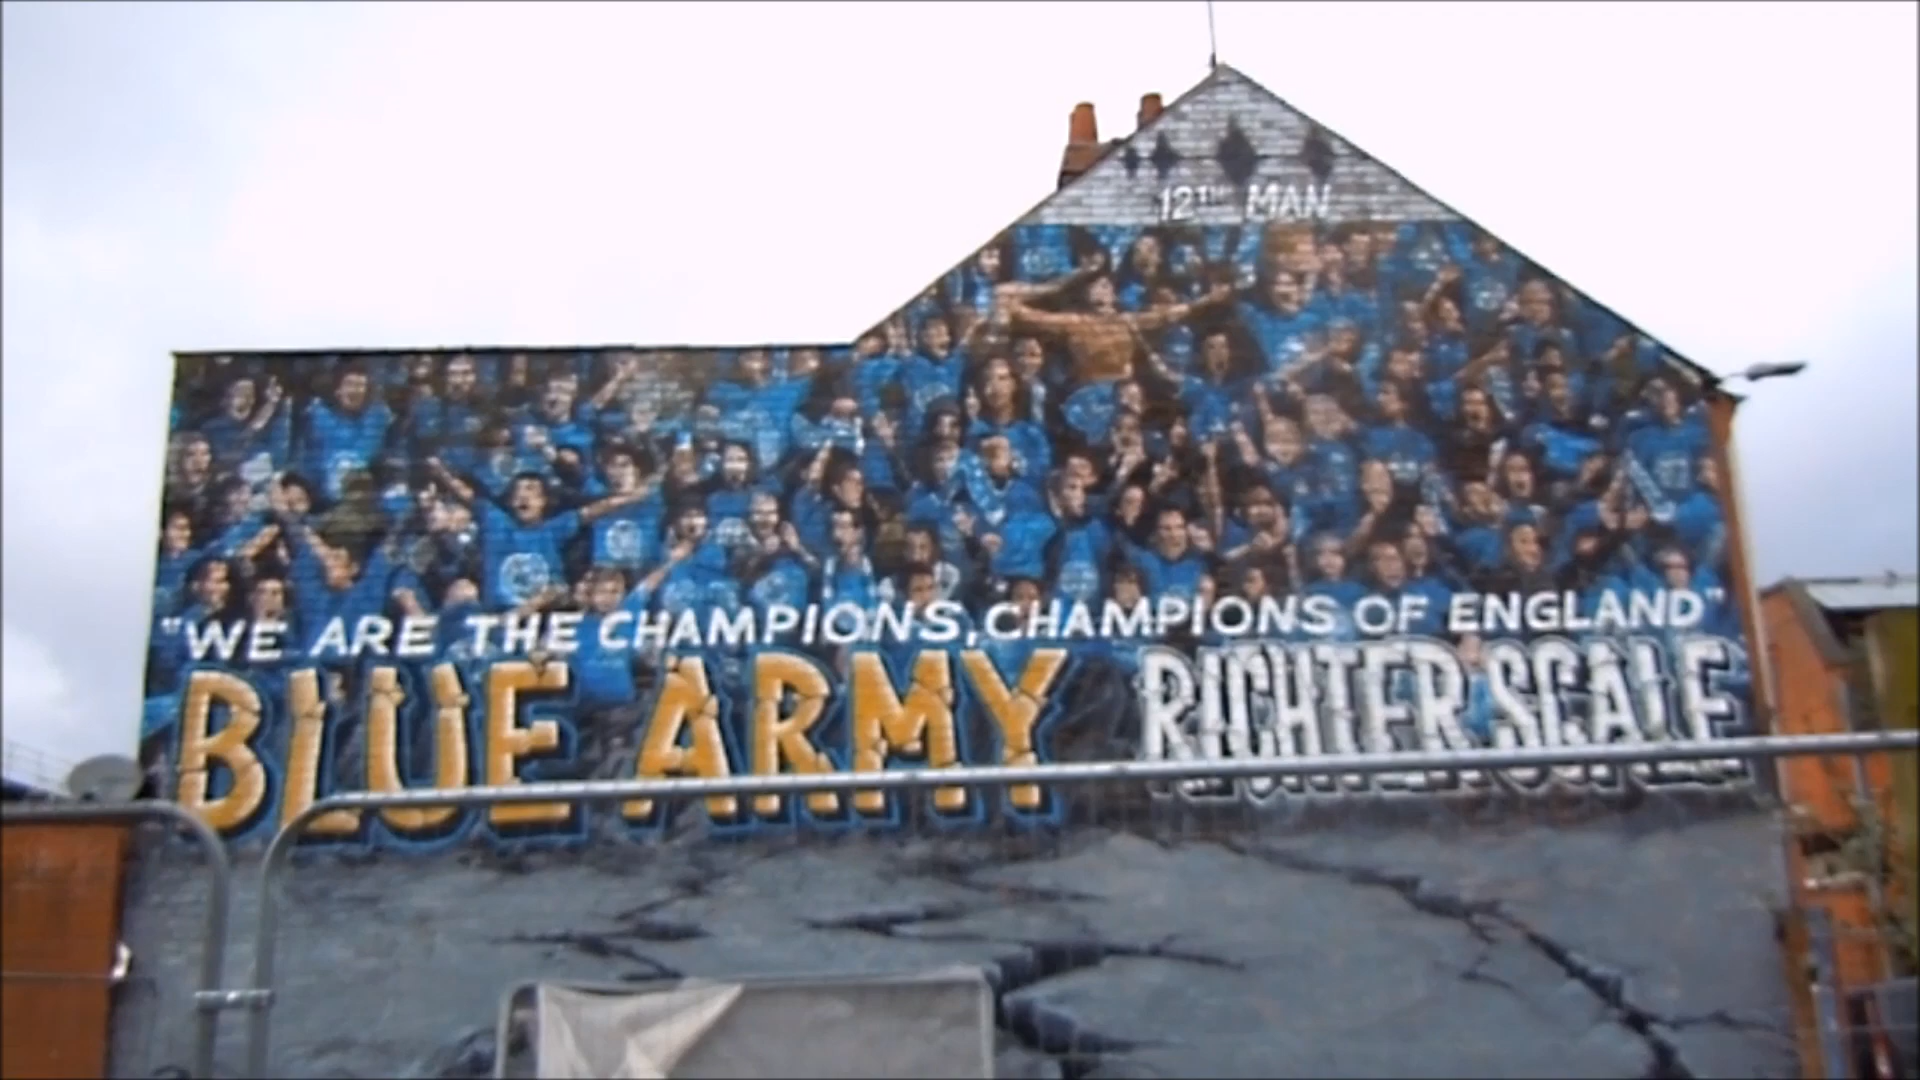 12TH MAN
"WE ARE THE CHAMPIONS, CHAMPIONS OF ENGLAND"
BLUE ARMY RICHTER SCALE